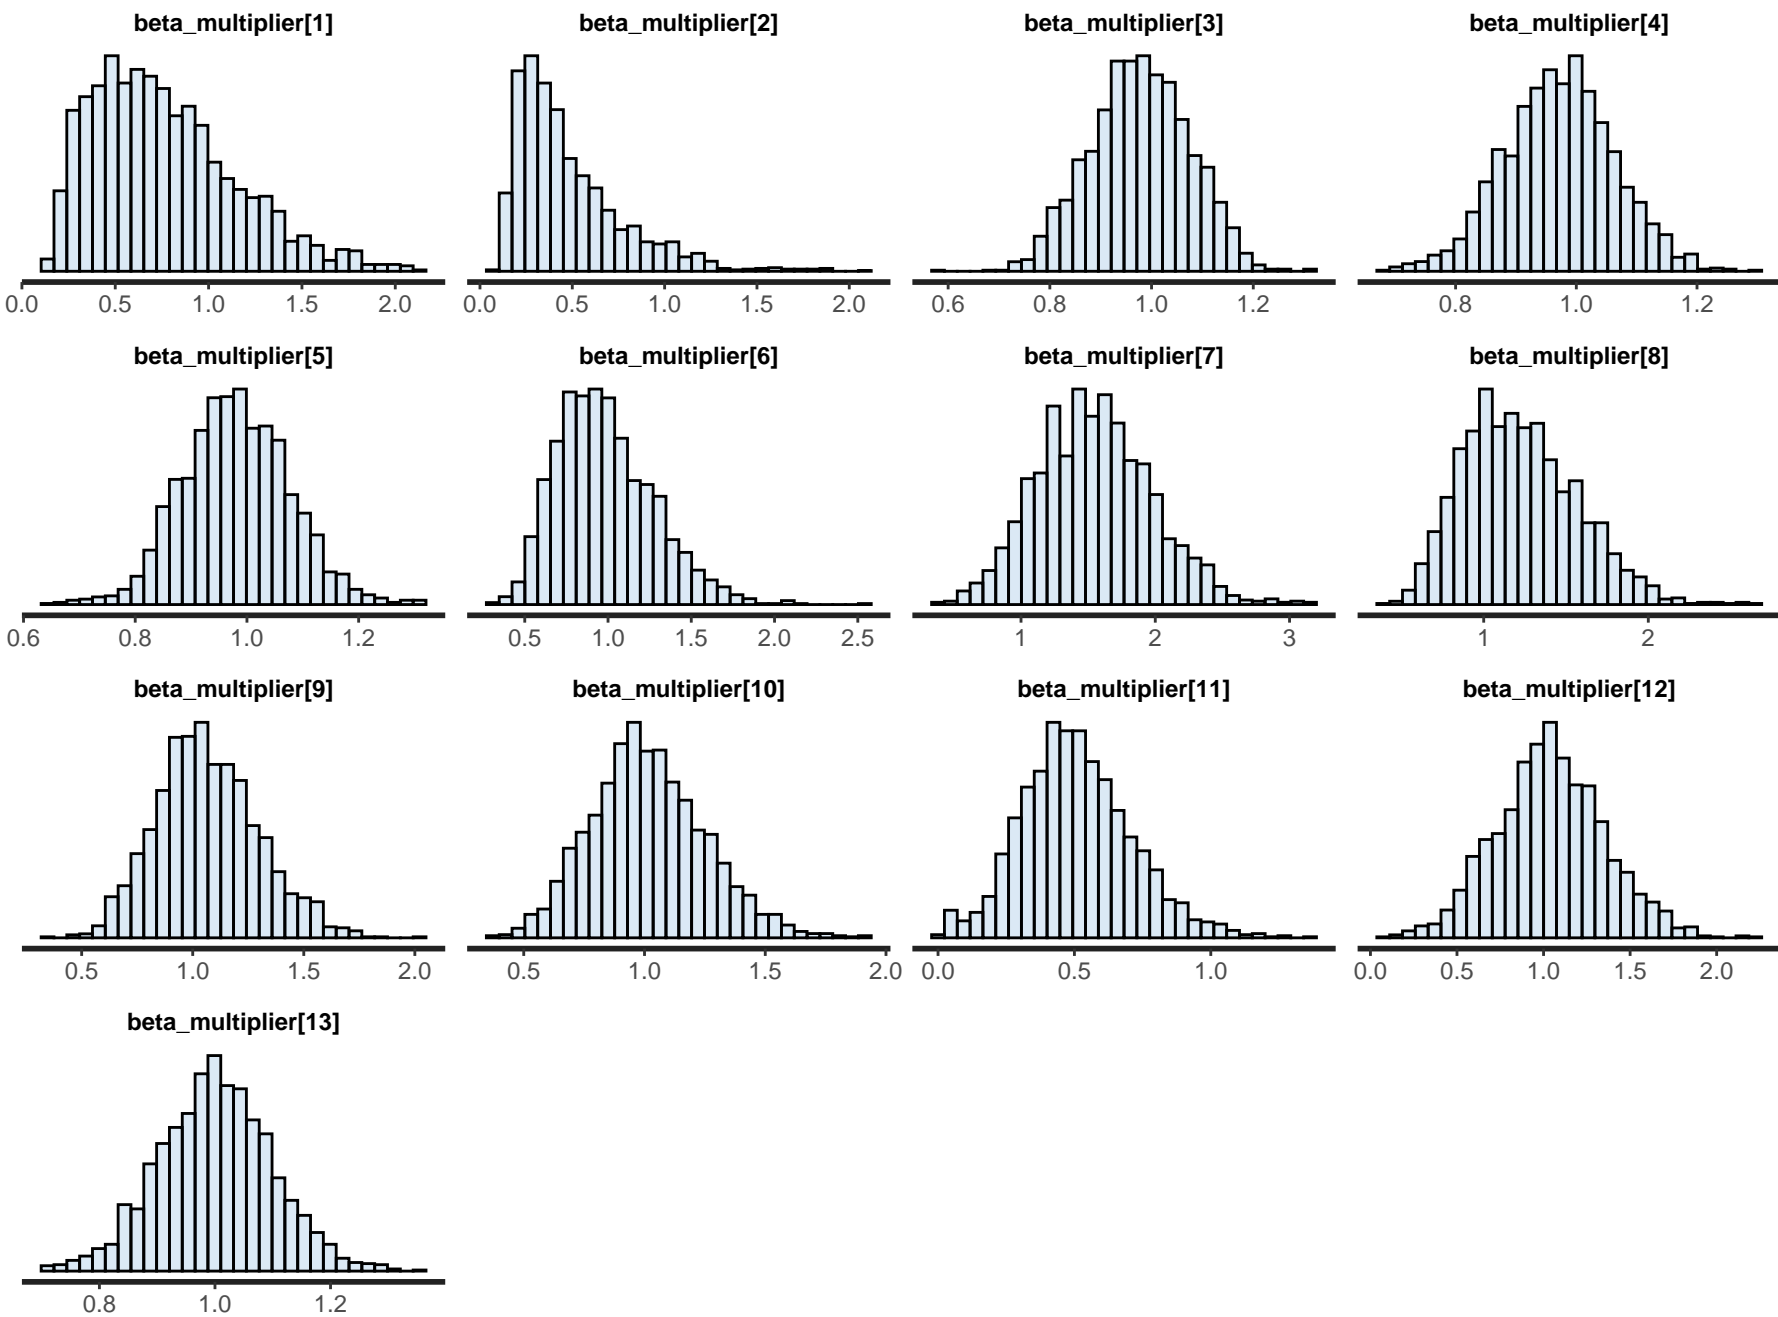 beta_multiplier[1] beta_multiplier[2] beta_multiplier[3] beta_multiplier[4]
0.0 0.5 1.0 1.5 2.0 0.0 0.5 1.0 1.5 2.0 0.6 0.8 1.0 1.2 0.8 1.0 1.2
beta_multiplier[5] beta_multiplier[6] beta_multiplier[7] beta_multiplier[8]
0.6 0.8 1.0 1.2 0.5 1.0 1.5 2.0 2.5 1 2 3 1 2
beta_multiplier[9] beta_multiplier[10] beta_multiplier[11] beta_multiplier[12]
0.5 1.0 1.5 2.0 0.5 1.0 1.5 2.0 0.0 0.5 1.0 0.0 0.5 1.0 1.5 2.0
beta_multiplier[13]
0.8 1.0 1.2